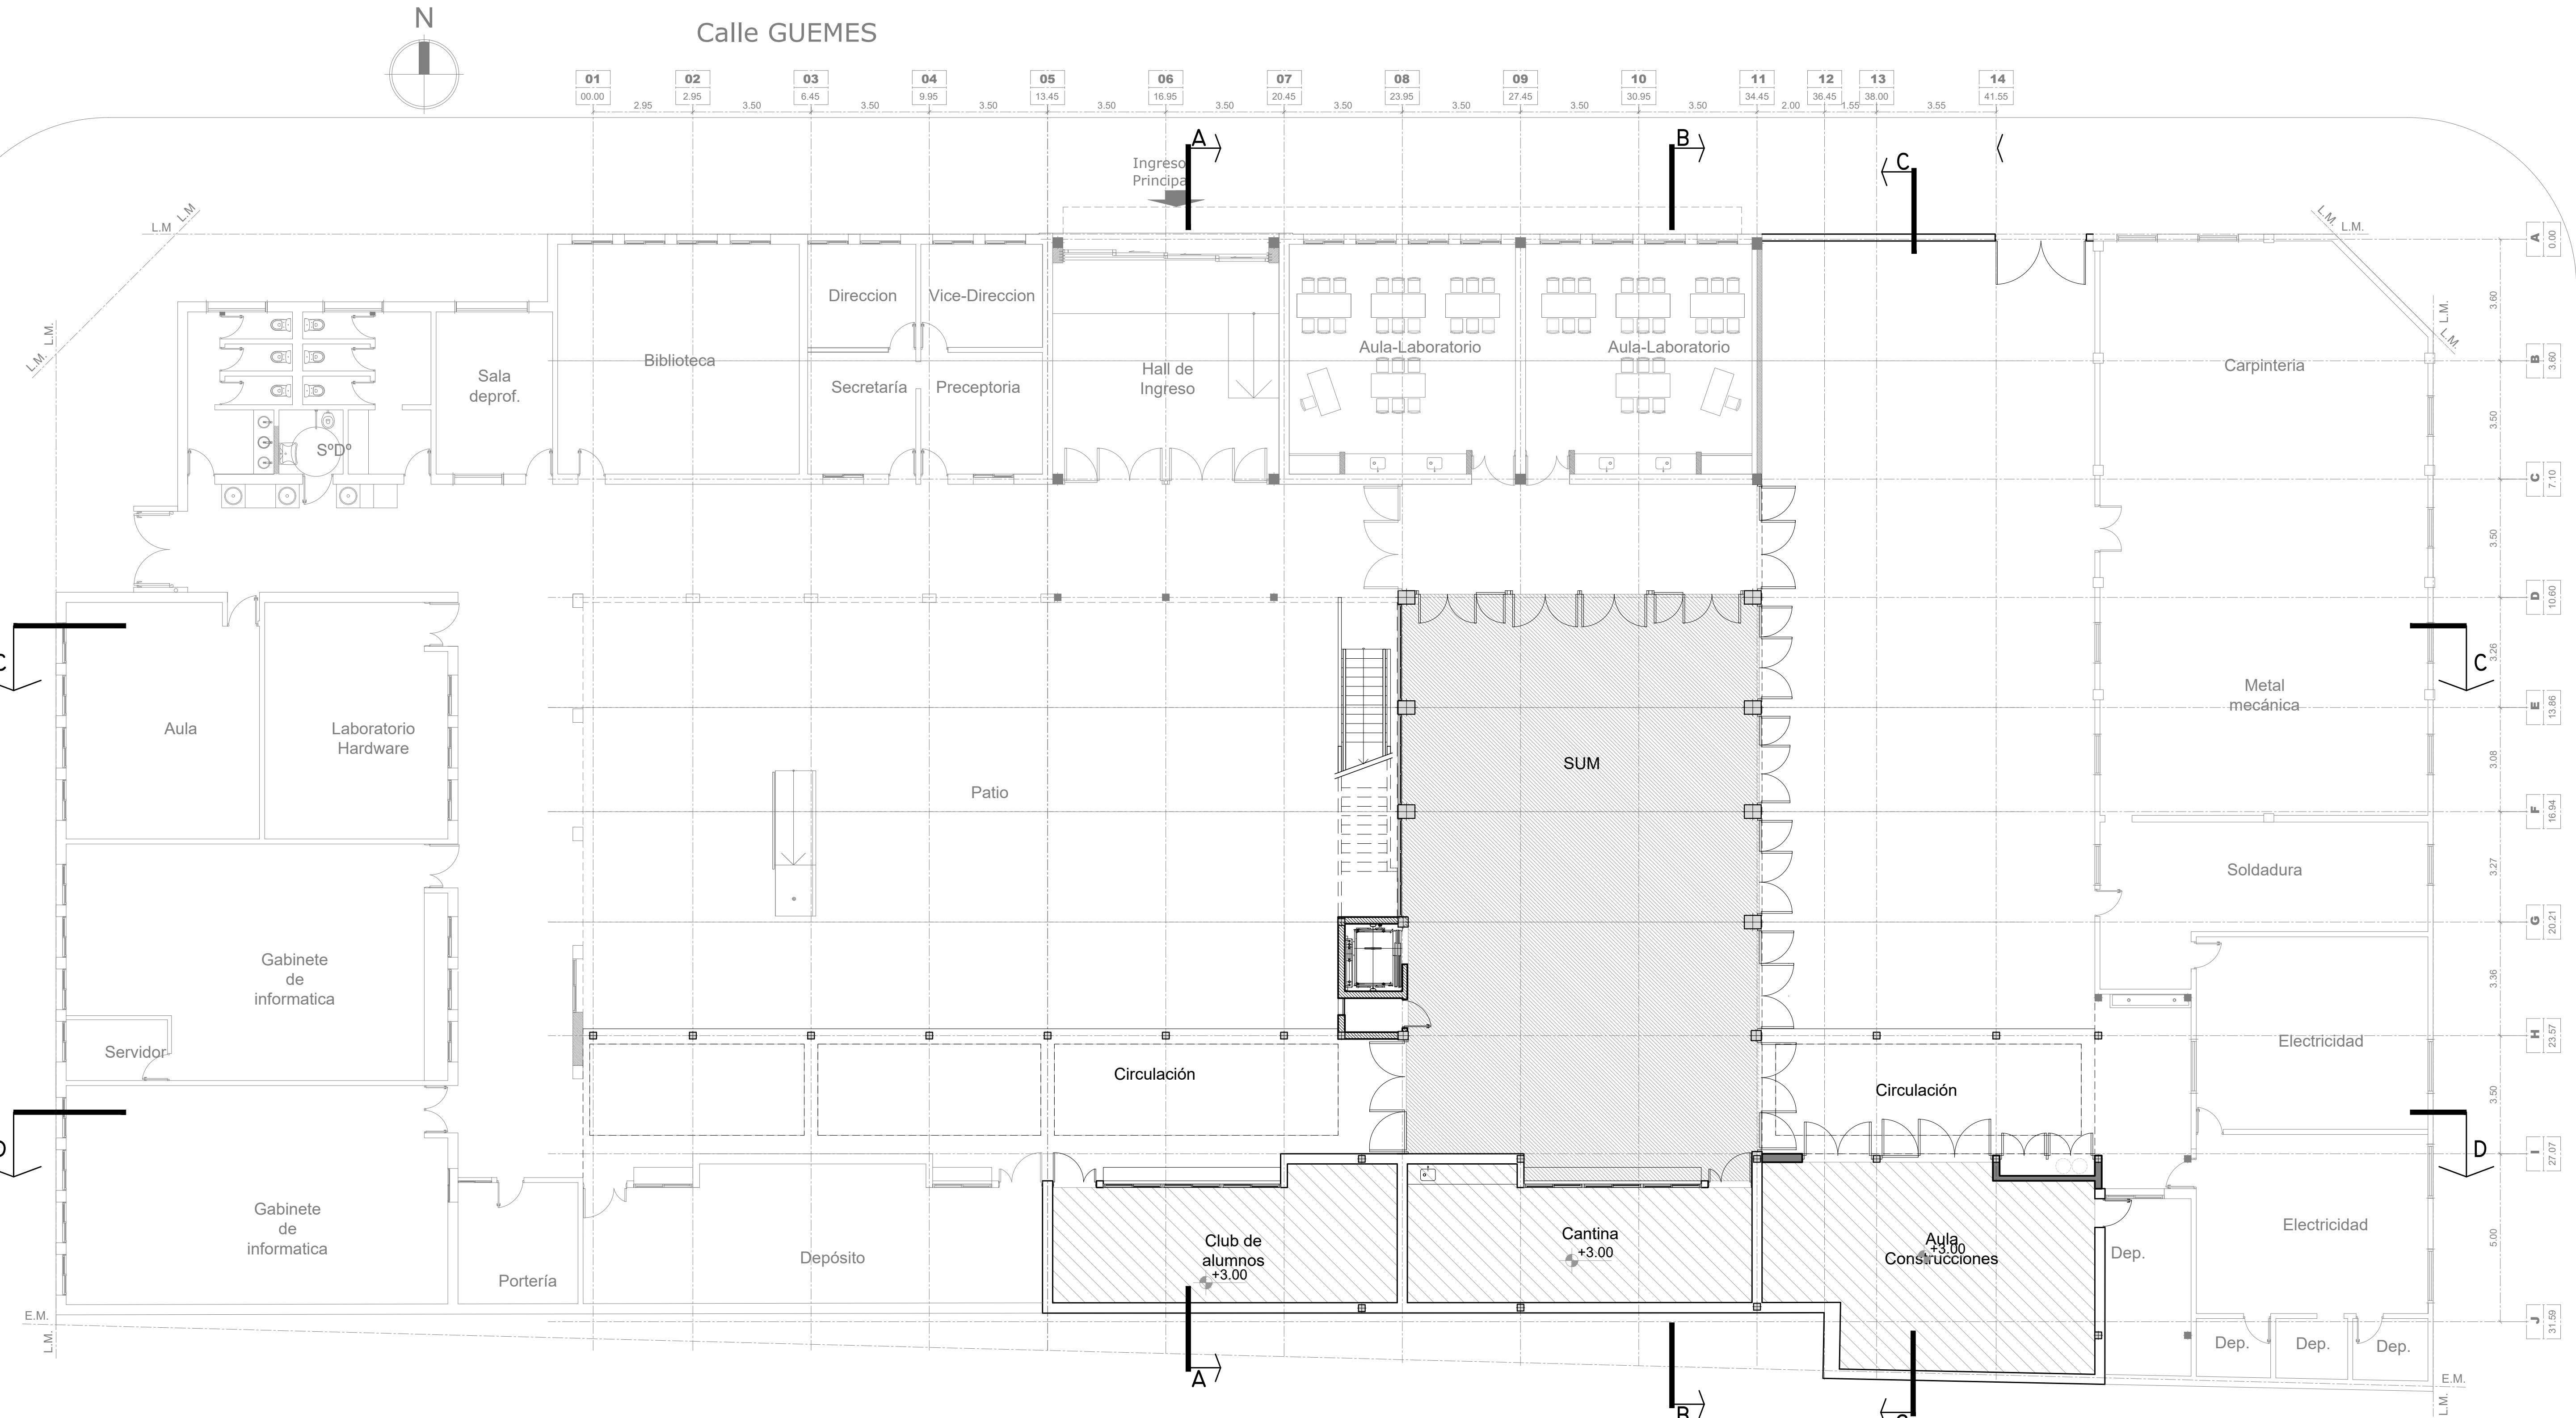 N
Calle GUEMES
01 02 03 04 05 06 07 08 09 10 11 12 13 14
00.00 2.95 6.45 9.95 13.45 16.95 20.45 23.95 27.45 30.95 34.45 36.45 38.00 41.55
2.95 3.50 3.50 3.50 3.50 3.50 3.50 3.50 3.50 3.50 2.00 1.55 3.55
A B C
Ingreso
Principa
L.M L.M
L.M. L.M.
L.M. L.M.
L.M. L.M.
A 0.00
3.60
B 3.60
3.50
C 7.10
3.50
D 10.60
3.26
E 13.86
3.08
F 16.94
3.27
G 20.21
3.36
H 23.57
3.50
I 27.07
5.00
J 31.59
Direccion
Vice-Direccion
Biblioteca
Sala
deprof.
Secretaría
Preceptoria
Hall de
Ingreso
Aula-Laboratorio
Aula-Laboratorio
Carpinteria
SºDº
C
C
Aula
Laboratorio
Hardware
Patio
SUM
Metal
mecánica
Soldadura
Gabinete
de
informatica
Servidor
Circulación
Circulación
Electricidad
D
D
Gabinete
de
informatica
Portería
Depósito
Club de
alumnos
+3.00
Cantina
+3.00
Aula
+3.00
Construcciones
Dep.
Electricidad
Dep.
Dep.
Dep.
E.M.
L.M.
E.M.
L.M.
A
B
C